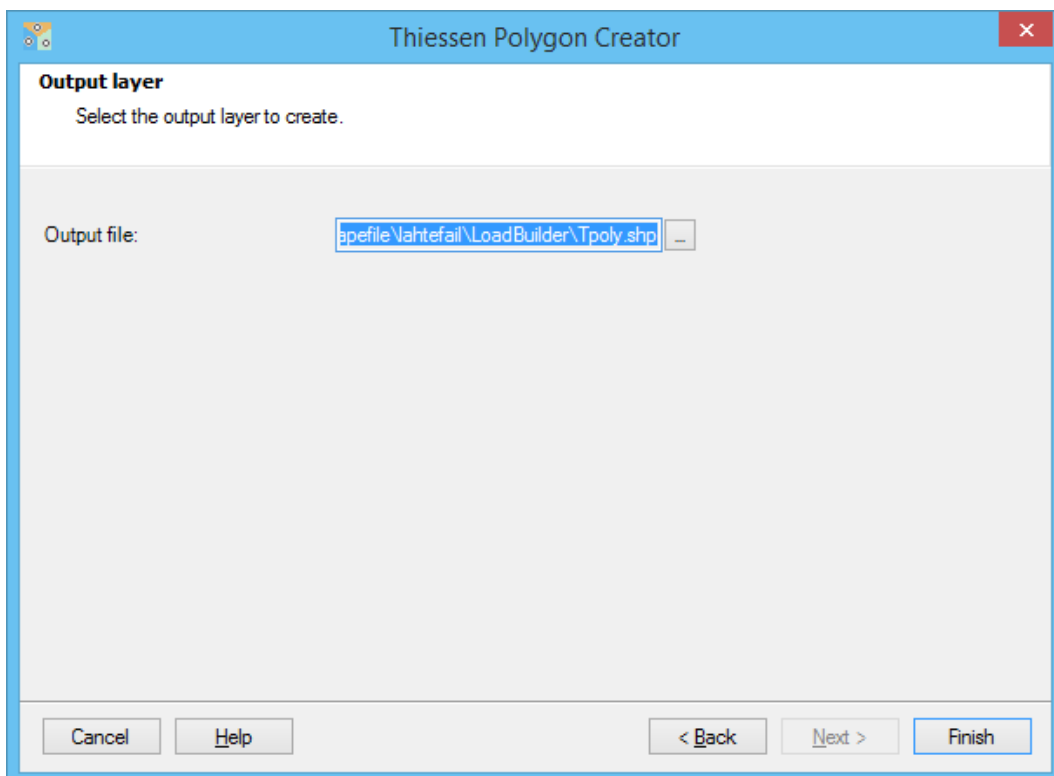 Thiessen Polygon Creator
Output layer
Select the output layer to create.
Output file: apefile\lahtefail\LoadBuilder\Tpoly.shp ...
Cancel Help < Back Next > Finish